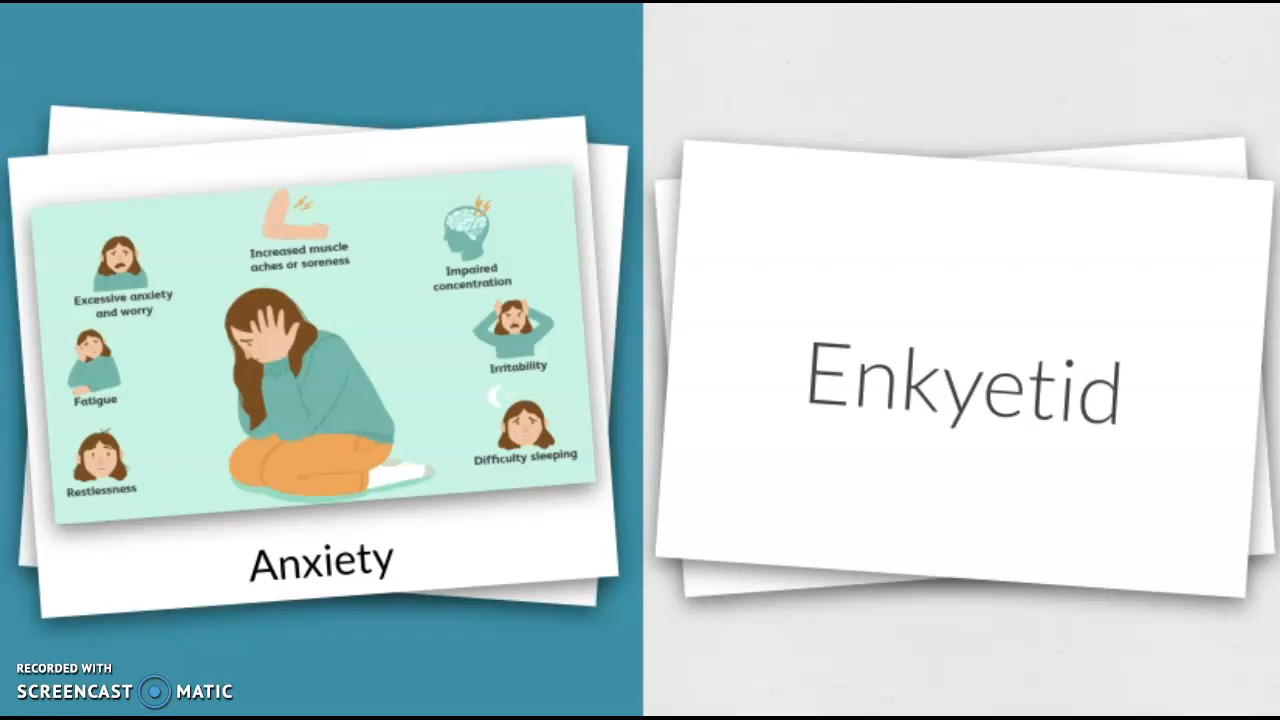 Increased muscle
aches or soreness
Impaired
concentration
Excessive anxiety
and worry
Irritability
Fatigue
Difficulty sleeping
Restlessness
Anxiety
Enkyetid
RECORDED WITH
SCREENCAST MATIC